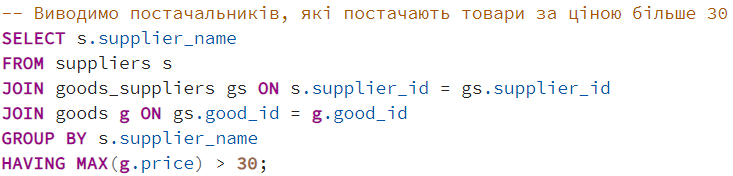 -- Виводимо постачальників, які постачають товари за ціною більше 30
SELECT s.supplier_name
FROM suppliers s
JOIN goods_suppliers gs ON s.supplier_id = gs.supplier_id
JOIN goods g ON gs.good_id = g.good_id
GROUP BY s.supplier_name
HAVING MAX(g.price) > 30;